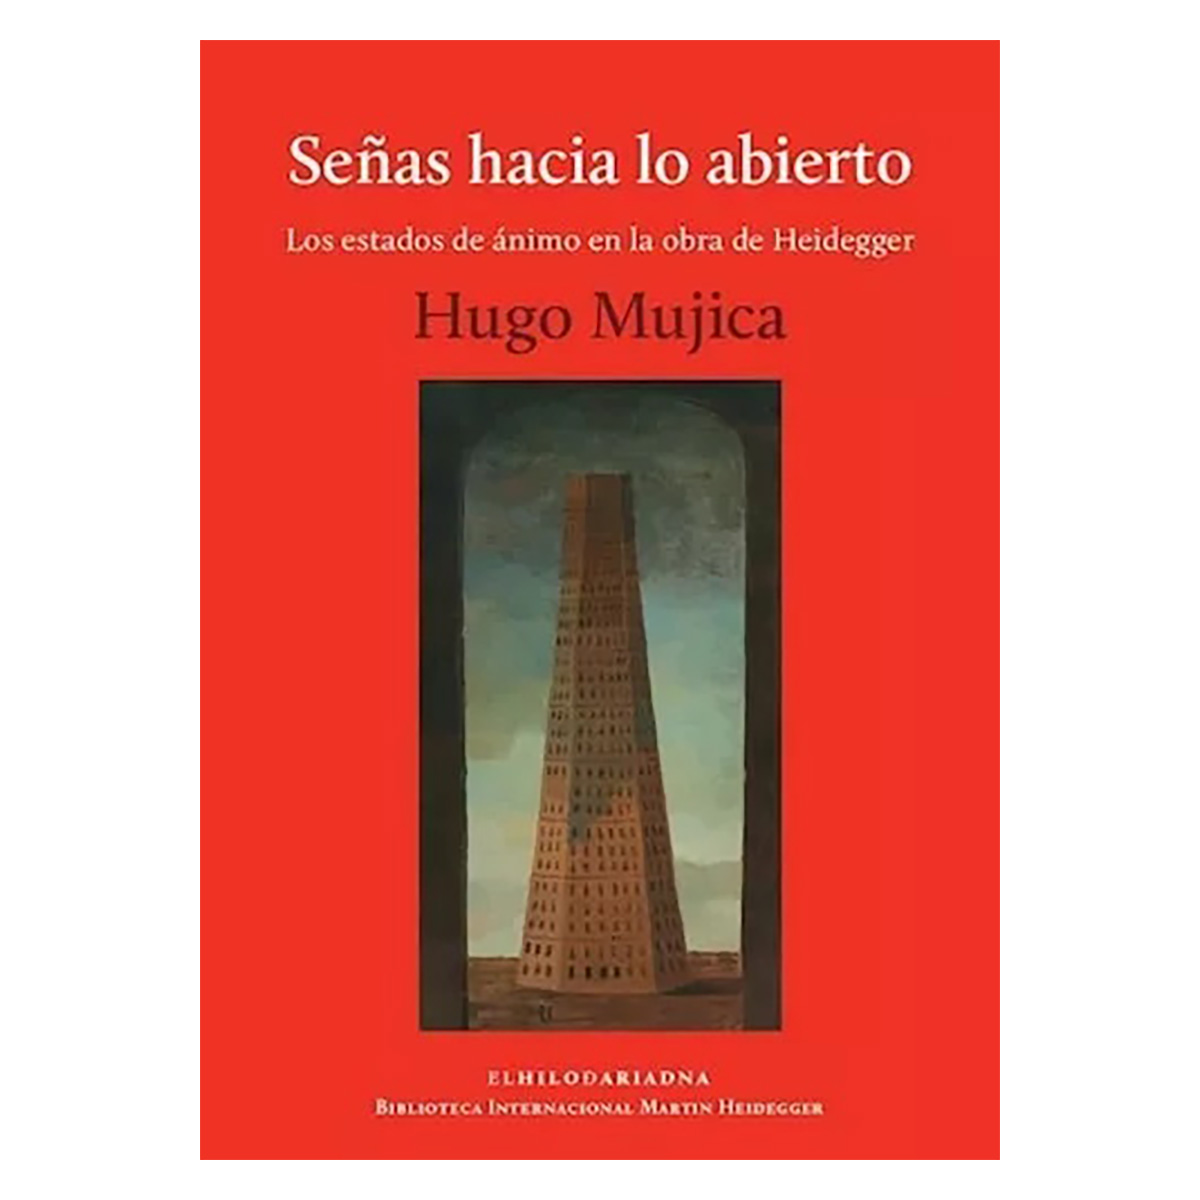 Señas hacia lo abierto
Los estados de ánimo en la obra de Heidegger
Hugo Mujica
ELHILODARIADNA
Biblioteca Internacional Martin Heidegger